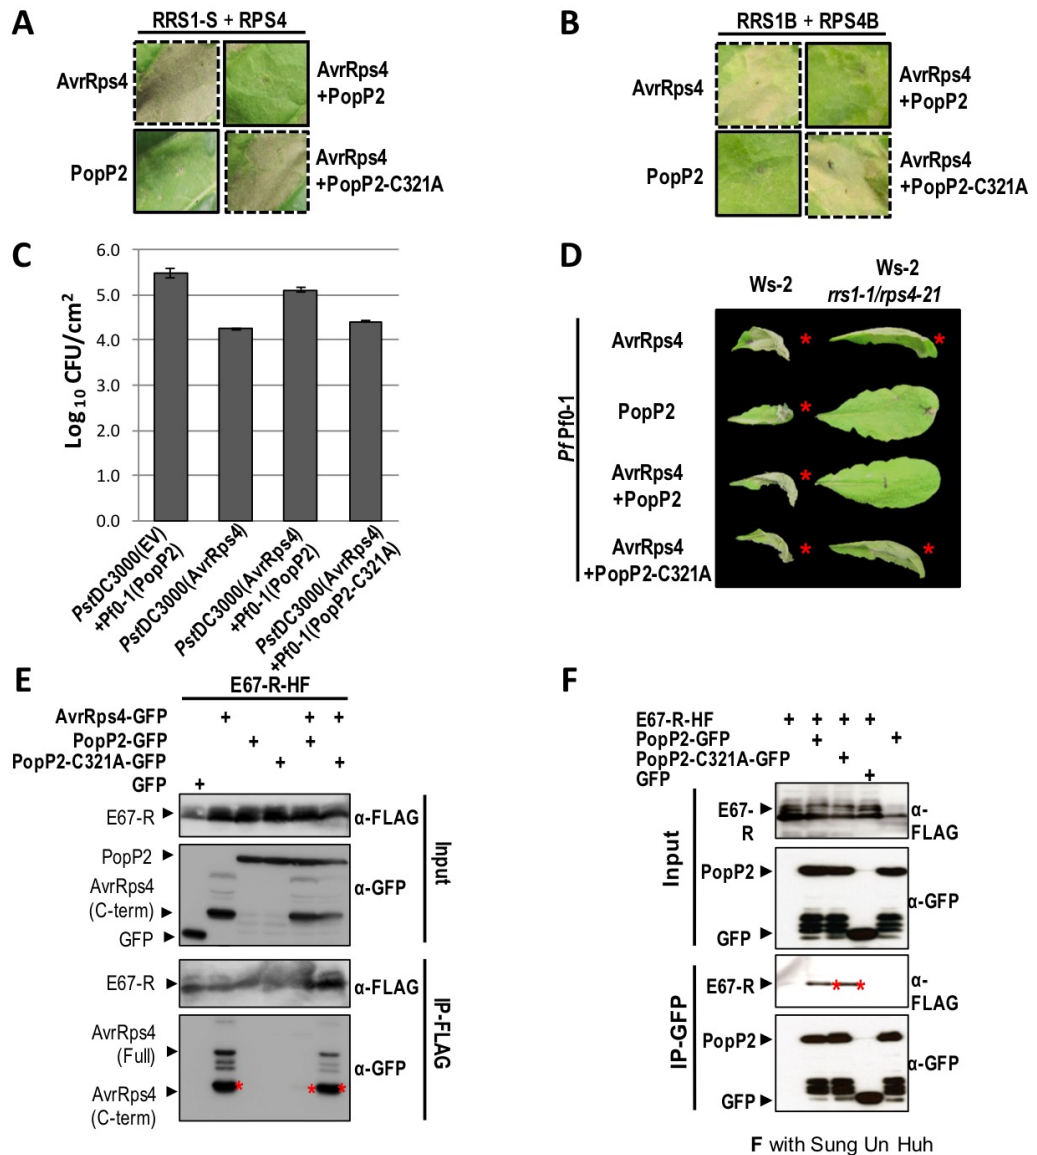 A
RRS1-S + RPS4
AvrRps4
AvrRps4
+PopP2
PopP2
AvrRps4
+PopP2-C321A
B
RRS1B + RPS4B
AvrRps4
AvrRps4
+PopP2
PopP2
AvrRps4
+PopP2-C321A
C
Log 10 CFU/cm2
6.0
5.0
4.0
3.0
2.0
1.0
0.0
PstDC3000(EV)
+Pf0-1(PopP2)
PstDC3000(AvrRps4)
PstDC3000(AvrRps4)
+Pf0-1(PopP2)
PstDC3000(AvrRps4)
+Pf0-1(PopP2-C321A)
D
Ws-2
Ws-2
rrs1-1/rps4-21
Pf Pf0-1
AvrRps4
* *
PopP2
*
AvrRps4
+PopP2
*
AvrRps4
+PopP2-C321A
* *
E
E67-R-HF
AvrRps4-GFP + + +
PopP2-GFP + +
PopP2-C321A-GFP + +
GFP +
E67-R
α-FLAG
PopP2
AvrRps4
(C-term)
GFP
α-GFP
Input
E67-R
α-FLAG
AvrRps4
(Full)
AvrRps4
(C-term)
* * *
α-GFP
IP-FLAG
F
E67-R-HF + + + +
PopP2-GFP + +
PopP2-C321A-GFP +
GFP +
Input
E67-
R
α-
FLAG
PopP2
GFP
α-GFP
IP-GFP
E67-R
* *
α-
FLAG
PopP2
GFP
α-GFP
F with Sung Un Huh